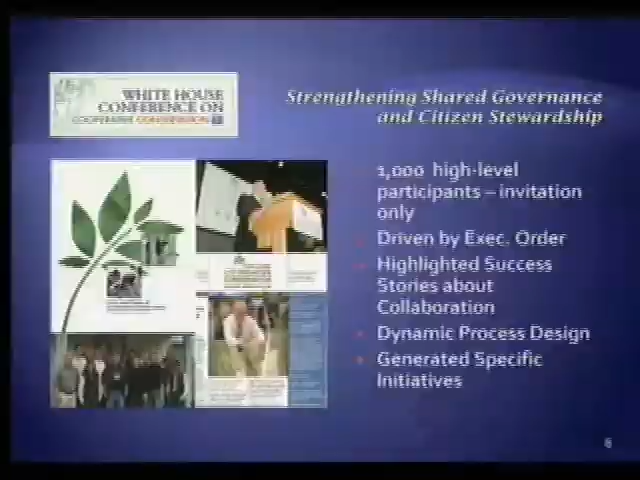 WHITE HOUSE
CONFERENCE ON
COOPERATIVE CONSERVATION
Strengthening Shared Governance
and Citizen Stewardship
1,000 high-level
participants – invitation
only
Driven by Exec. Order
Highlighted Success
Stories about
Collaboration
Dynamic Process Design
Generated Specific
Initiatives
6